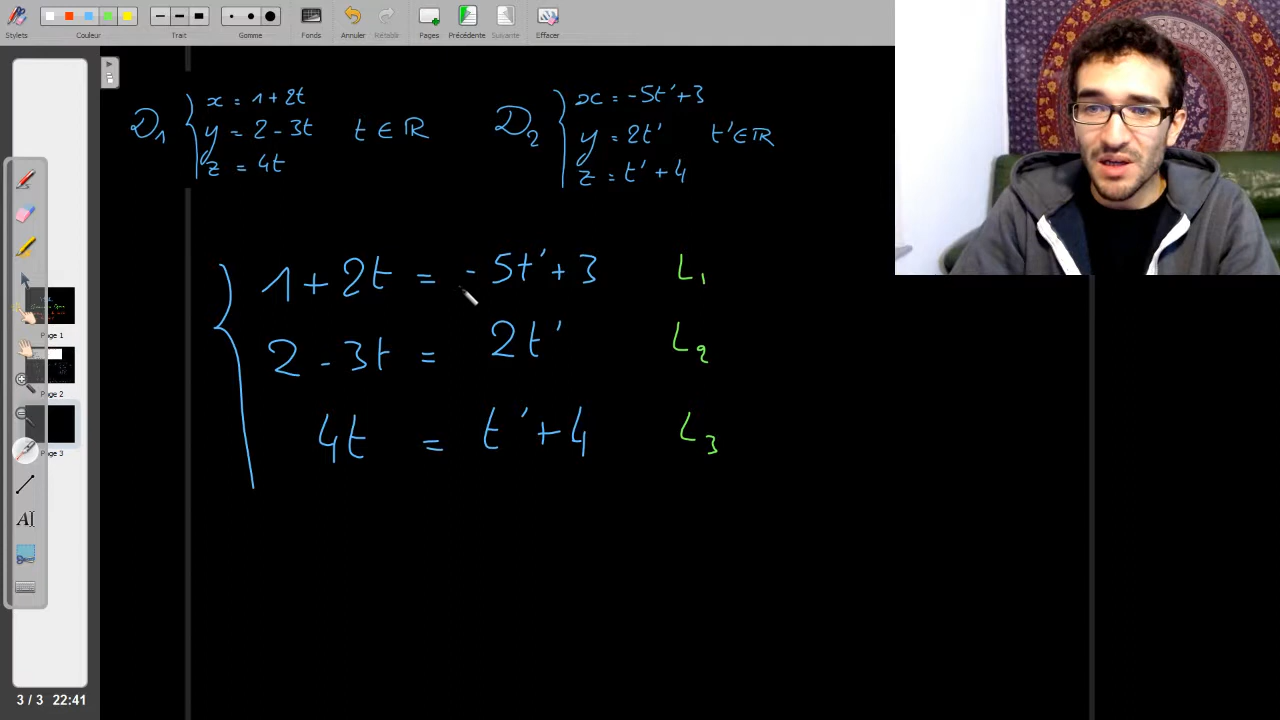 Stylets Couleur Trait Gomme Fonds Annuler Rétablir Pages Précédente Suivante Effacer
D₁ { x = 1 + 2t
y = 2 - 3t t ∈ ℝ
z = 4t
D₂ { x = -5t' + 3
y = 2t' t' ∈ ℝ
z = t' + 4
1 + 2t = -5t' + 3 L₁
2 - 3t = 2t' L₂
4t = t' + 4 L₃
Page 1
Page 2
Page 3
AI
3 / 3 22:41